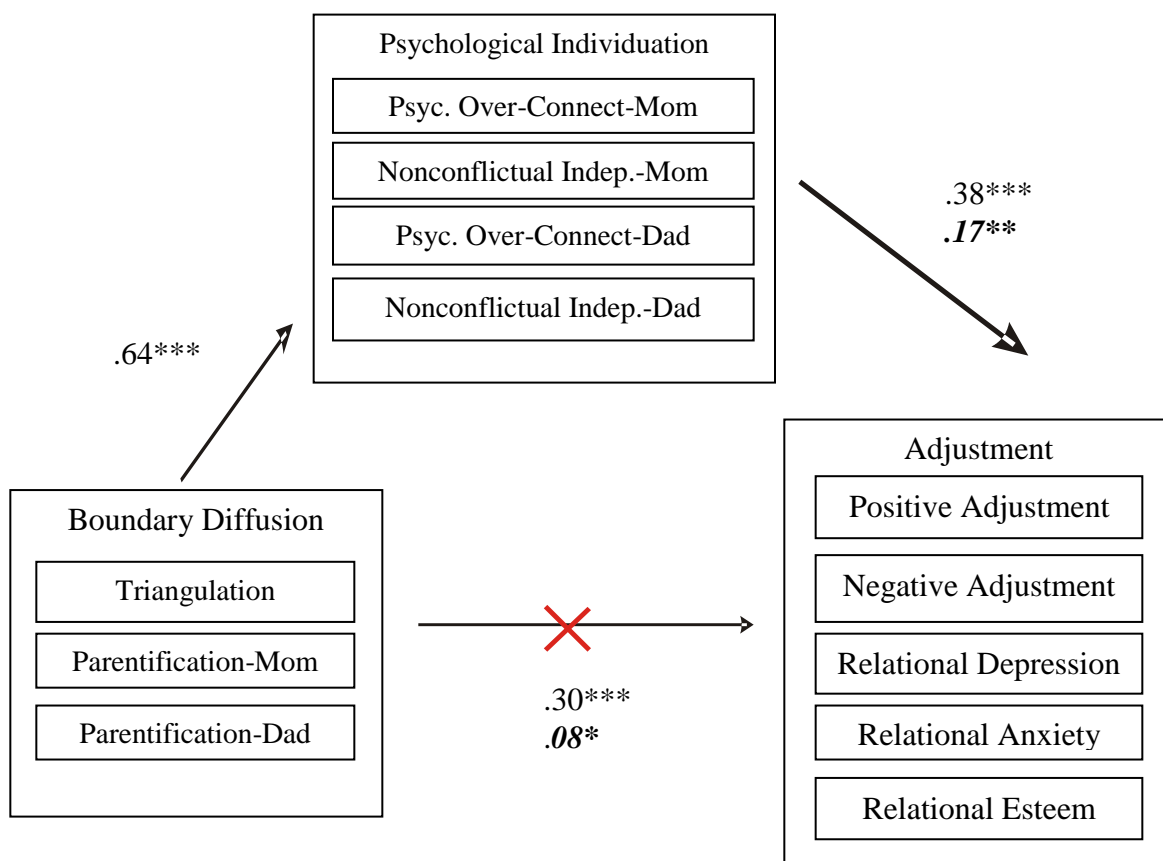 Psychological Individuation
Psyc. Over-Connect-Mom
Nonconflictual Indep.-Mom
Psyc. Over-Connect-Dad
Nonconflictual Indep.-Dad
.38***
.17**
.64***
Boundary Diffusion
Triangulation
Parentification-Mom
Parentification-Dad
.30***
.08*
Adjustment
Positive Adjustment
Negative Adjustment
Relational Depression
Relational Anxiety
Relational Esteem